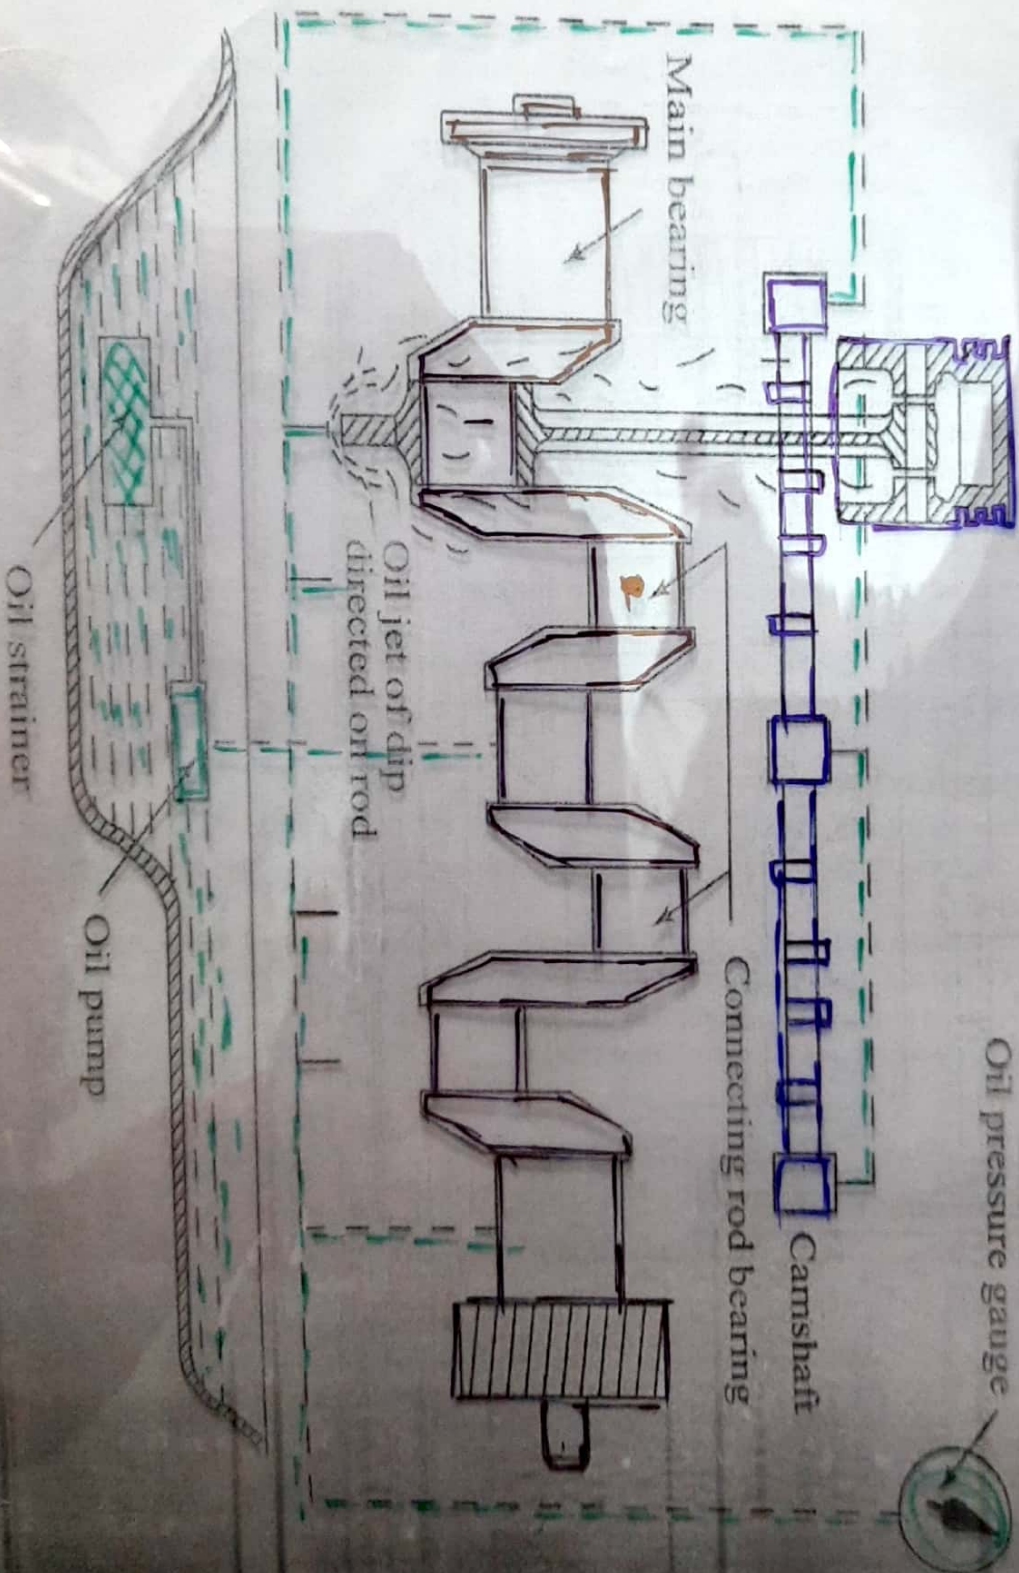 Oil pressure gauge
Camshaft
Connecting rod bearing
Main bearing
Oil jet of dip
directed on rod
Oil pump
Oil strainer